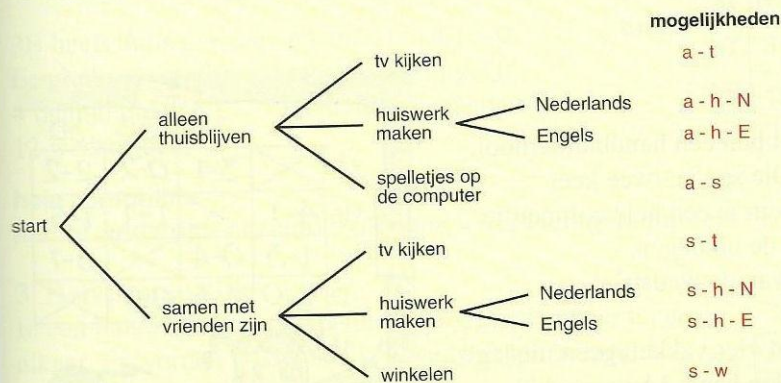 mogelijkheden
tv kijken
a - t
alleen
thuisblijven
huiswerk
maken
Nederlands
a - h - N
Engels
a - h - E
spelletjes op
de computer
a - s
start
tv kijken
s - t
samen met
vrienden zijn
huiswerk
maken
Nederlands
s - h - N
Engels
s - h - E
winkelen
s - w